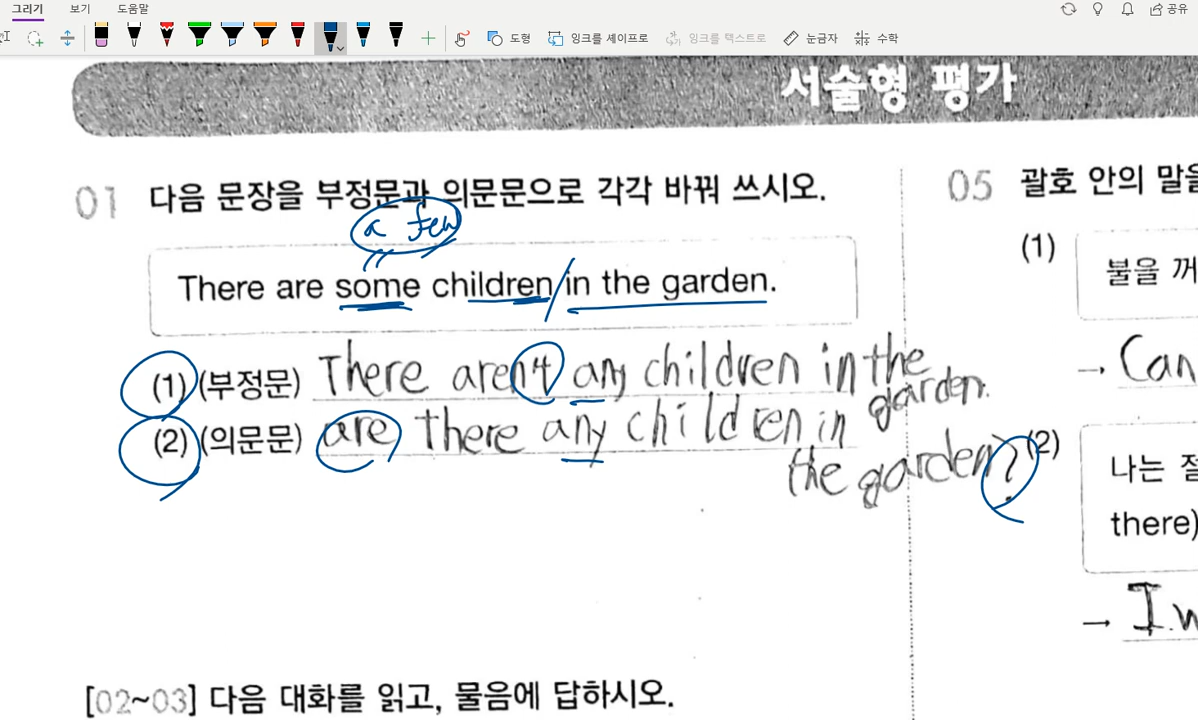 그리기 보기 도움말 공유
도형 잉크를 셰이프로 잉크를 텍스트로 눈금자 수학
서술형 평가
01 다음 문장을 부정문과 의문문으로 각각 바꿔 쓰시오.
a few
There are some children in the garden.
(1) (부정문) There aren't any children in the
garden.
(2) (의문문) are there any children in
the garden?
[02~03] 다음 대화를 읽고, 물음에 답하시오.
05 괄호 안의 말을
(1)
불을 꺼
→ Can
(2)
나는 절
there)
→ I